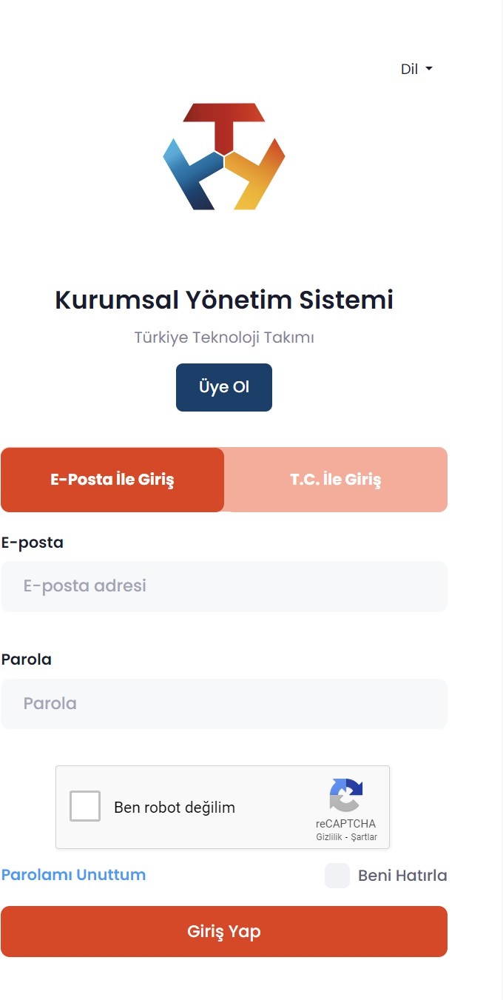 Dil
Kurumsal Yönetim Sistemi
Türkiye Teknoloji Takımı
Üye Ol
E-Posta İle Giriş
T.C. İle Giriş
E-posta
E-posta adresi
Parola
Parola
Ben robot değilim
reCAPTCHA
Gizlilik - Şartlar
Parolamı Unuttum
Beni Hatırla
Giriş Yap